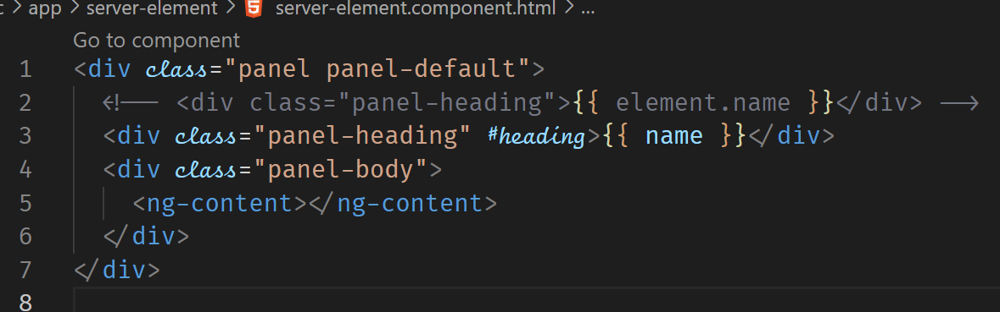 c > app > server-element > server-element.component.html > ...
Go to component
1 <div class="panel panel-default">
2 <!-- <div class="panel-heading">{{ element.name }}</div> -->
3 <div class="panel-heading" #heading>{{ name }}</div>
4 <div class="panel-body">
5 <ng-content></ng-content>
6 </div>
7 </div>
8